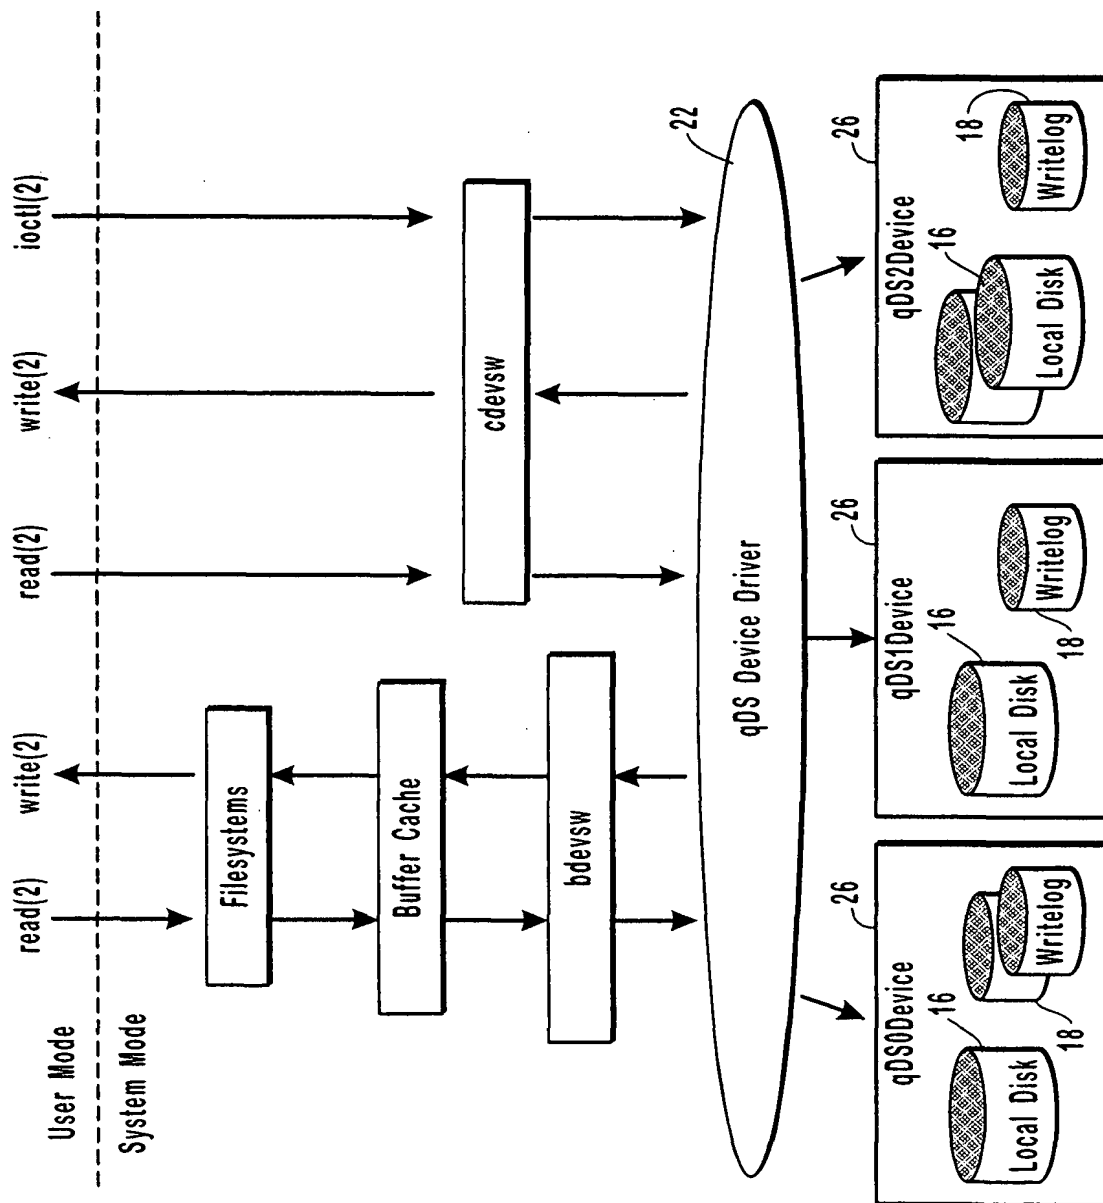 User Mode
System Mode
read(2)
write(2)
read(2)
write(2)
ioctl(2)
Filesystems
Buffer Cache
bdevsw
cdevsw
qDS Device Driver
22
qDS0Device
26
16
Local Disk
18
Writelog
qDS1Device
26
16
Local Disk
18
Writelog
qDS2Device
26
16
Local Disk
18
Writelog